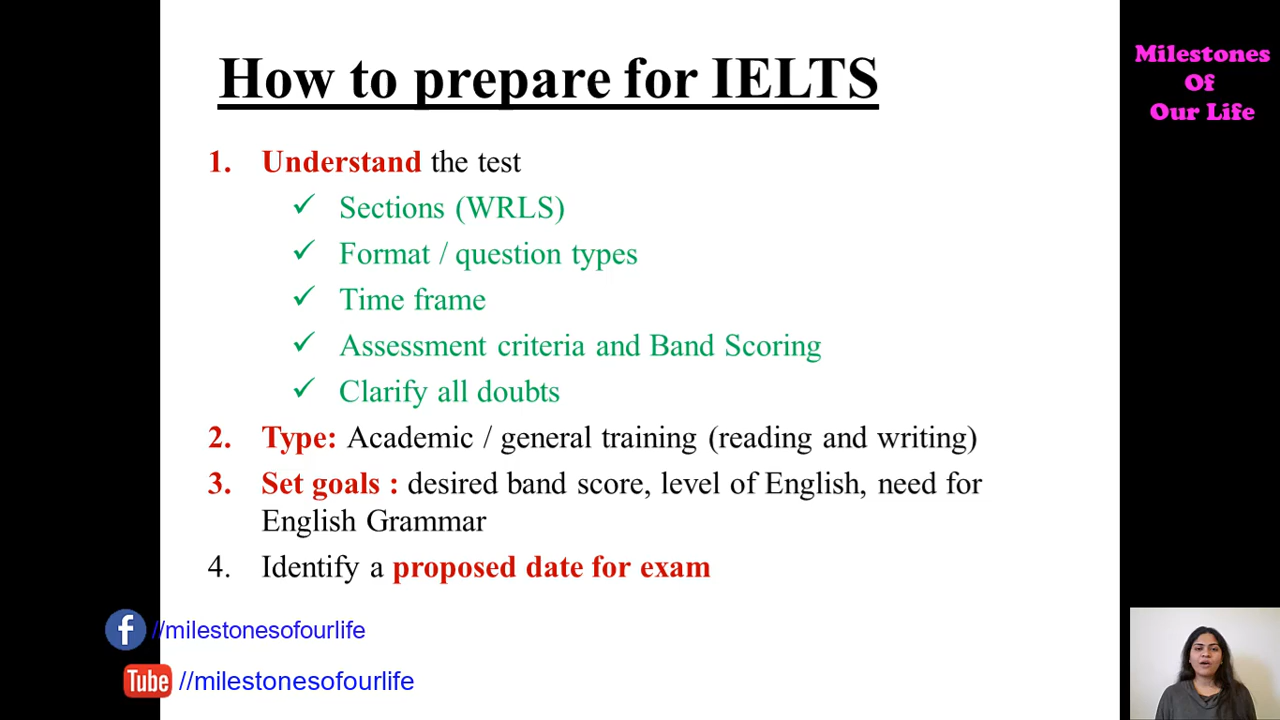 How to prepare for IELTS
Milestones
Of
Our Life
1. Understand the test
✓ Sections (WRLS)
✓ Format / question types
✓ Time frame
✓ Assessment criteria and Band Scoring
✓ Clarify all doubts
2. Type: Academic / general training (reading and writing)
3. Set goals : desired band score, level of English, need for
English Grammar
4. Identify a proposed date for exam
f //milestonesofourlife
Tube //milestonesofourlife